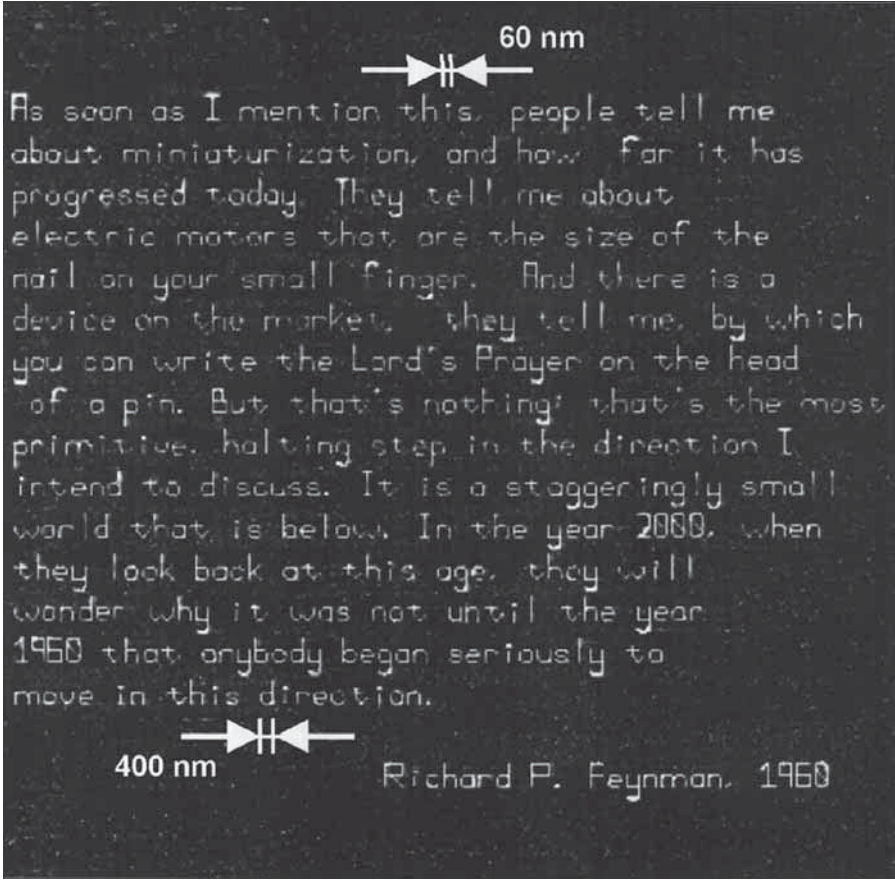 60 nm
As soon as I mention this, people tell me
about miniaturization, and how far it has
progressed today. They tell me about
electric motors that are the size of the
nail on your small finger. And there is a
device on the market, they tell me, by which
you can write the Lord's Prayer on the head
of a pin. But that's nothing; that's the most
primitive, halting step in the direction I
intend to discuss. It is a staggeringly small
world that is below. In the year 2000, when
they look back at this age, they will
wonder why it was not until the year
1960 that anybody began seriously to
move in this direction.
400 nm
Richard P. Feynman, 1960